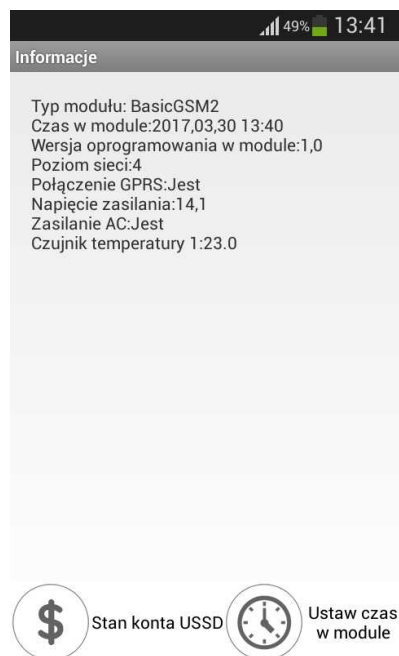 49% 13:41
Informacje
Typ modułu: BasicGSM2
Czas w module:2017,03,30 13:40
Wersja oprogramowania w module:1,0
Poziom sieci:4
Połączenie GPRS:Jest
Napięcie zasilania:14,1
Zasilanie AC:Jest
Czujnik temperatury 1:23.0
$ Stan konta USSD
Ustaw czas
w module